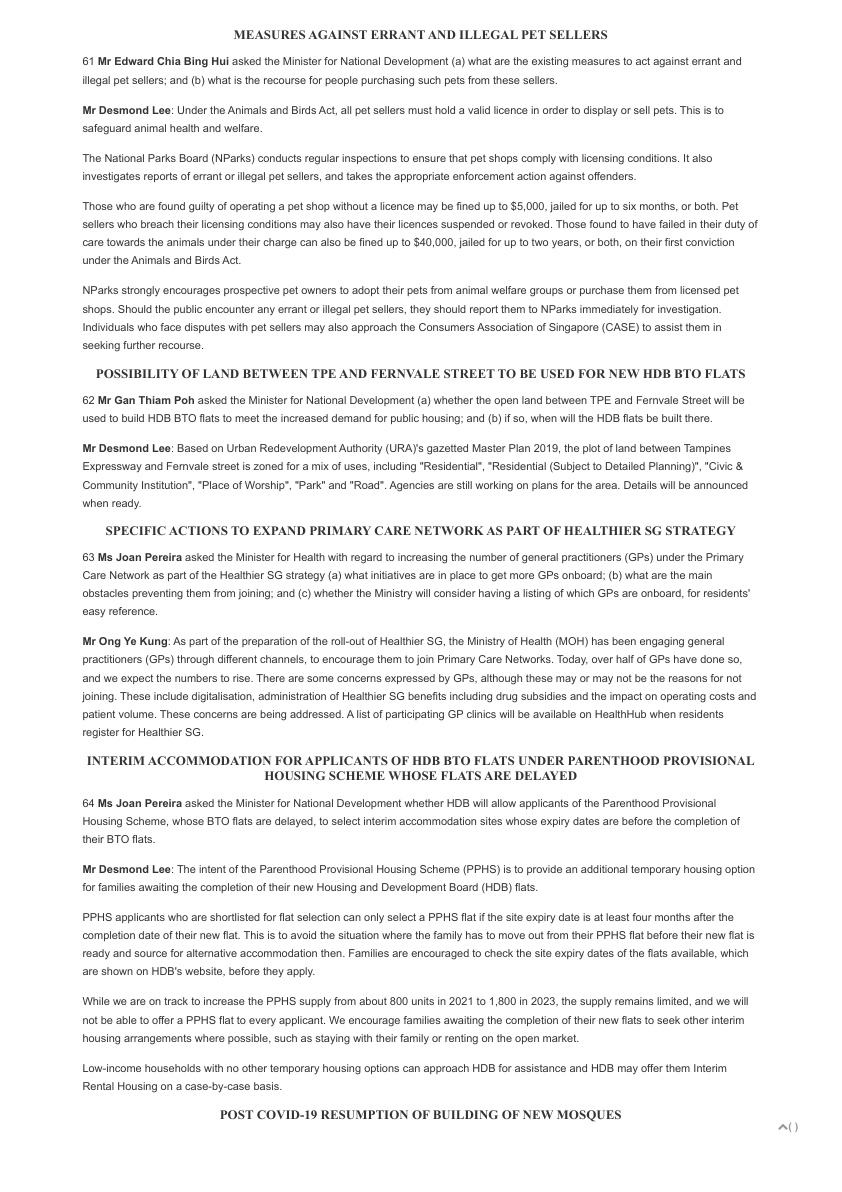 MEASURES AGAINST ERRANT AND ILLEGAL PET SELLERS
61 Mr Edward Chia Bing Hui asked the Minister for National Development (a) what are the existing measures to act against errant and
illegal pet sellers; and (b) what is the recourse for people purchasing such pets from these sellers.
Mr Desmond Lee: Under the Animals and Birds Act, all pet sellers must hold a valid licence in order to display or sell pets. This is to
safeguard animal health and welfare.
The National Parks Board (NParks) conducts regular inspections to ensure that pet shops comply with licensing conditions. It also
investigates reports of errant or illegal pet sellers, and takes the appropriate enforcement action against offenders.
Those who are found guilty of operating a pet shop without a licence may be fined up to $5,000, jailed for up to six months, or both. Pet
sellers who breach their licensing conditions may also have their licences suspended or revoked. Those found to have failed in their duty of
care towards the animals under their charge can also be fined up to $40,000, jailed for up to two years, or both, on their first conviction
under the Animals and Birds Act.
NParks strongly encourages prospective pet owners to adopt their pets from animal welfare groups or purchase them from licensed pet
shops. Should the public encounter any errant or illegal pet sellers, they should report them to NParks immediately for investigation.
Individuals who face disputes with pet sellers may also approach the Consumers Association of Singapore (CASE) to assist them in
seeking further recourse.
POSSIBILITY OF LAND BETWEEN TPE AND FERNVALE STREET TO BE USED FOR NEW HDB BTO FLATS
62 Mr Gan Thiam Poh asked the Minister for National Development (a) whether the open land between TPE and Fernvale Street will be
used to build HDB BTO flats to meet the increased demand for public housing; and (b) if so, when will the HDB flats be built there.
Mr Desmond Lee: Based on Urban Redevelopment Authority (URA)'s gazetted Master Plan 2019, the plot of land between Tampines
Expressway and Fernvale street is zoned for a mix of uses, including "Residential", "Residential (Subject to Detailed Planning)", "Civic &
Community Institution", "Place of Worship", "Park" and "Road". Agencies are still working on plans for the area. Details will be announced
when ready.
SPECIFIC ACTIONS TO EXPAND PRIMARY CARE NETWORK AS PART OF HEALTHIER SG STRATEGY
63 Ms Joan Pereira asked the Minister for Health with regard to increasing the number of general practitioners (GPs) under the Primary
Care Network as part of the Healthier SG strategy (a) what initiatives are in place to get more GPs onboard; (b) what are the main
obstacles preventing them from joining; and (c) whether the Ministry will consider having a listing of which GPs are onboard, for residents'
easy reference.
Mr Ong Ye Kung: As part of the preparation of the roll-out of Healthier SG, the Ministry of Health (MOH) has been engaging general
practitioners (GPs) through different channels, to encourage them to join Primary Care Networks. Today, over half of GPs have done so,
and we expect the numbers to rise. There are some concerns expressed by GPs, although these may or may not be the reasons for not
joining. These include digitalisation, administration of Healthier SG benefits including drug subsidies and the impact on operating costs and
patient volume. These concerns are being addressed. A list of participating GP clinics will be available on HealthHub when residents
register for Healthier SG.
INTERIM ACCOMMODATION FOR APPLICANTS OF HDB BTO FLATS UNDER PARENTHOOD PROVISIONAL
HOUSING SCHEME WHOSE FLATS ARE DELAYED
64 Ms Joan Pereira asked the Minister for National Development whether HDB will allow applicants of the Parenthood Provisional
Housing Scheme, whose BTO flats are delayed, to select interim accommodation sites whose expiry dates are before the completion of
their BTO flats.
Mr Desmond Lee: The intent of the Parenthood Provisional Housing Scheme (PPHS) is to provide an additional temporary housing option
for families awaiting the completion of their new Housing and Development Board (HDB) flats.
PPHS applicants who are shortlisted for flat selection can only select a PPHS flat if the site expiry date is at least four months after the
completion date of their new flat. This is to avoid the situation where the family has to move out from their PPHS flat before their new flat is
ready and source for alternative accommodation then. Families are encouraged to check the site expiry dates of the flats available, which
are shown on HDB's website, before they apply.
While we are on track to increase the PPHS supply from about 800 units in 2021 to 1,800 in 2023, the supply remains limited, and we will
not be able to offer a PPHS flat to every applicant. We encourage families awaiting the completion of their new flats to seek other interim
housing arrangements where possible, such as staying with their family or renting on the open market.
Low-income households with no other temporary housing options can approach HDB for assistance and HDB may offer them Interim
Rental Housing on a case-by-case basis.
POST COVID-19 RESUMPTION OF BUILDING OF NEW MOSQUES
( )